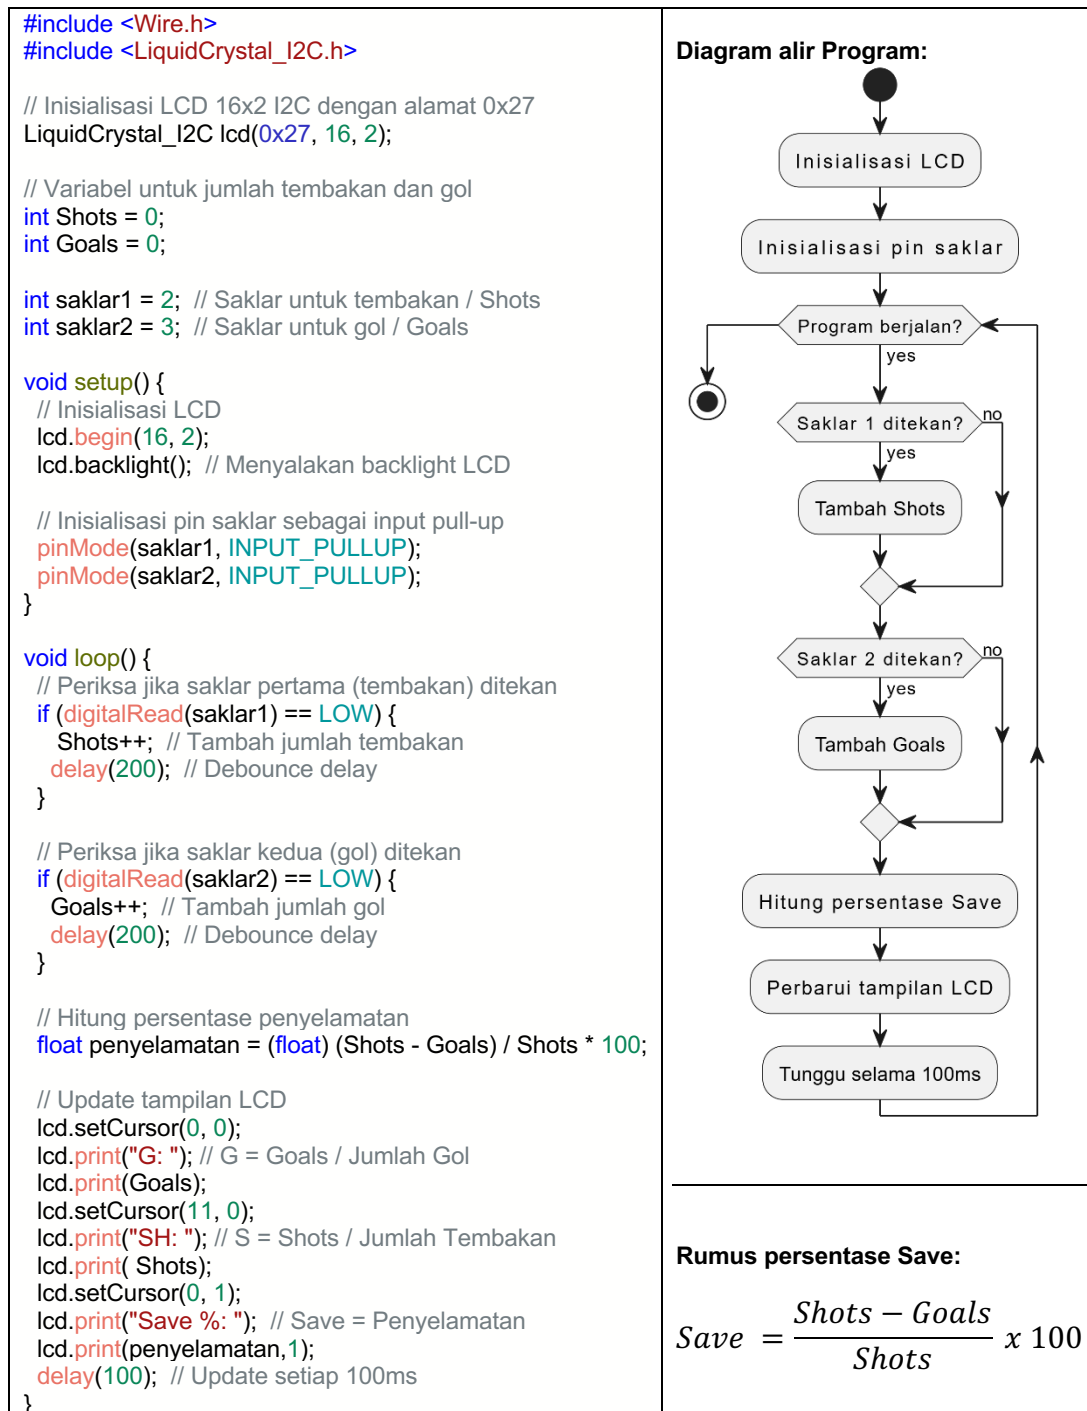 #include <Wire.h>
#include <LiquidCrystal_I2C.h>
// Inisialisasi LCD 16x2 I2C dengan alamat 0x27
LiquidCrystal_I2C lcd(0x27, 16, 2);
// Variabel untuk jumlah tembakan dan gol
int Shots = 0;
int Goals = 0;
int saklar1 = 2;  // Saklar untuk tembakan / Shots
int saklar2 = 3;  // Saklar untuk gol / Goals
void setup() {
// Inisialisasi LCD
lcd.begin(16, 2);
lcd.backlight();  // Menyalakan backlight LCD
// Inisialisasi pin saklar sebagai input pull-up
pinMode(saklar1, INPUT_PULLUP);
pinMode(saklar2, INPUT_PULLUP);
}
void loop() {
// Periksa jika saklar pertama (tembakan) ditekan
if (digitalRead(saklar1) == LOW) {
Shots++;  // Tambah jumlah tembakan
delay(200);  // Debounce delay
}
// Periksa jika saklar kedua (gol) ditekan
if (digitalRead(saklar2) == LOW) {
Goals++;  // Tambah jumlah gol
delay(200);  // Debounce delay
}
// Hitung persentase penyelamatan
float penyelamatan = (float) (Shots - Goals) / Shots * 100;
// Update tampilan LCD
lcd.setCursor(0, 0);
lcd.print("G: "); // G = Goals / Jumlah Gol
lcd.print(Goals);
lcd.setCursor(11, 0);
lcd.print("SH: "); // S = Shots / Jumlah Tembakan
lcd.print( Shots);
lcd.setCursor(0, 1);
lcd.print("Save %: ");  // Save = Penyelamatan
lcd.print(penyelamatan,1);
delay(100);  // Update setiap 100ms
}
Diagram alir Program:
Inisialisasi LCD
Inisialisasi pin saklar
Program berjalan?
yes
Saklar 1 ditekan?
no
yes
Tambah Shots
Saklar 2 ditekan?
no
yes
Tambah Goals
Hitung persentase Save
Perbarui tampilan LCD
Tunggu selama 100ms
Rumus persentase Save:
Save = (Shots − Goals) / Shots x 100